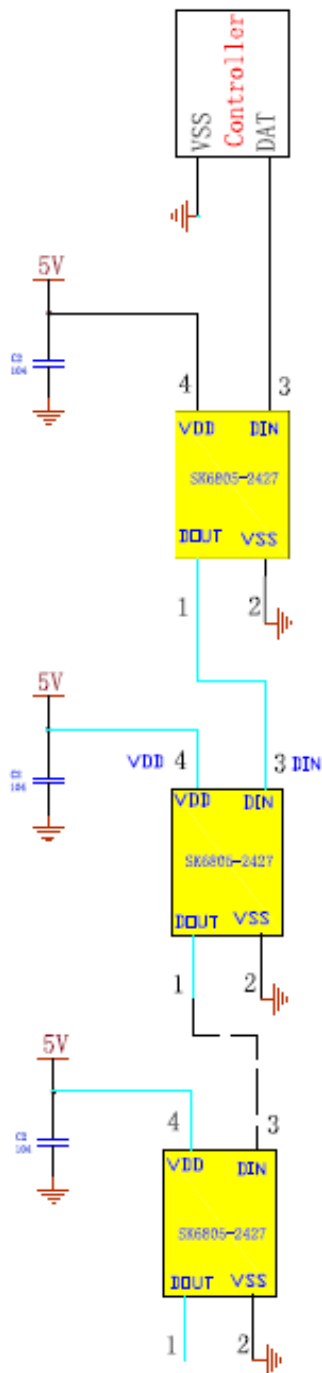 VSS
Controller
DAT
5V
C2
104
4
3
VDD DIN
SK6805-2427
DOUT VSS
1
2
5V
C2
104
VDD 4
3 DIN
VDD DIN
SK6805-2427
DOUT VSS
1
2
5V
C2
104
4
3
VDD DIN
SK6805-2427
DOUT VSS
1
2